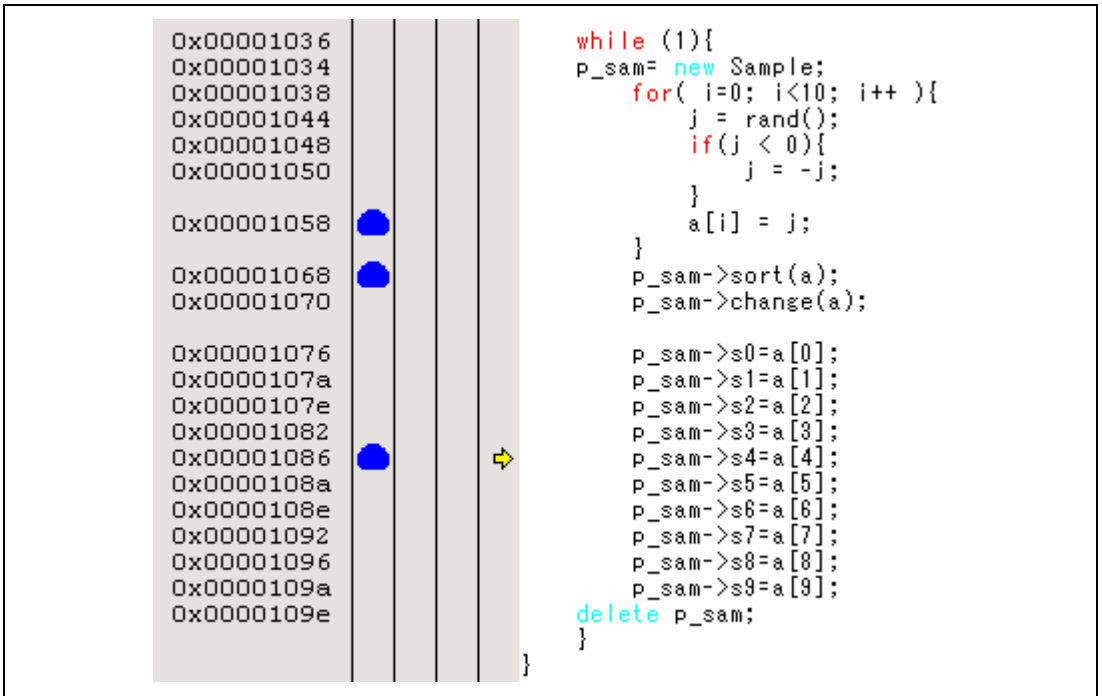 0x00001036 while (1){
0x00001034 p_sam= new Sample;
0x00001038 for( i=0; i<10; i++ ){
0x00001044 j = rand();
0x00001048 if(j < 0){
0x00001050 j = -j;
}
0x00001058 a[i] = j;
}
0x00001068 p_sam->sort(a);
0x00001070 p_sam->change(a);
0x00001076 p_sam->s0=a[0];
0x0000107a p_sam->s1=a[1];
0x0000107e p_sam->s2=a[2];
0x00001082 p_sam->s3=a[3];
0x00001086 p_sam->s4=a[4];
0x0000108a p_sam->s5=a[5];
0x0000108e p_sam->s6=a[6];
0x00001092 p_sam->s7=a[7];
0x00001096 p_sam->s8=a[8];
0x0000109a p_sam->s9=a[9];
0x0000109e delete p_sam;
}
}